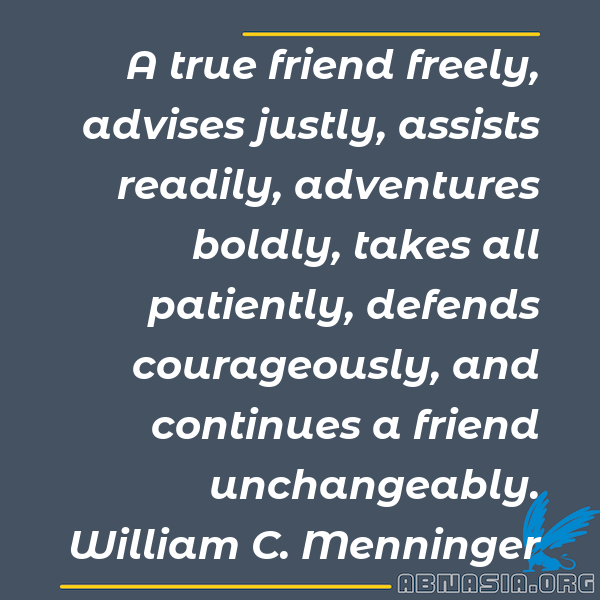 A true friend freely,
advises justly, assists
readily, adventures
boldly, takes all
patiently, defends
courageously, and
continues a friend
unchangeably.
William C. Menninger
ABNASIA.ORG